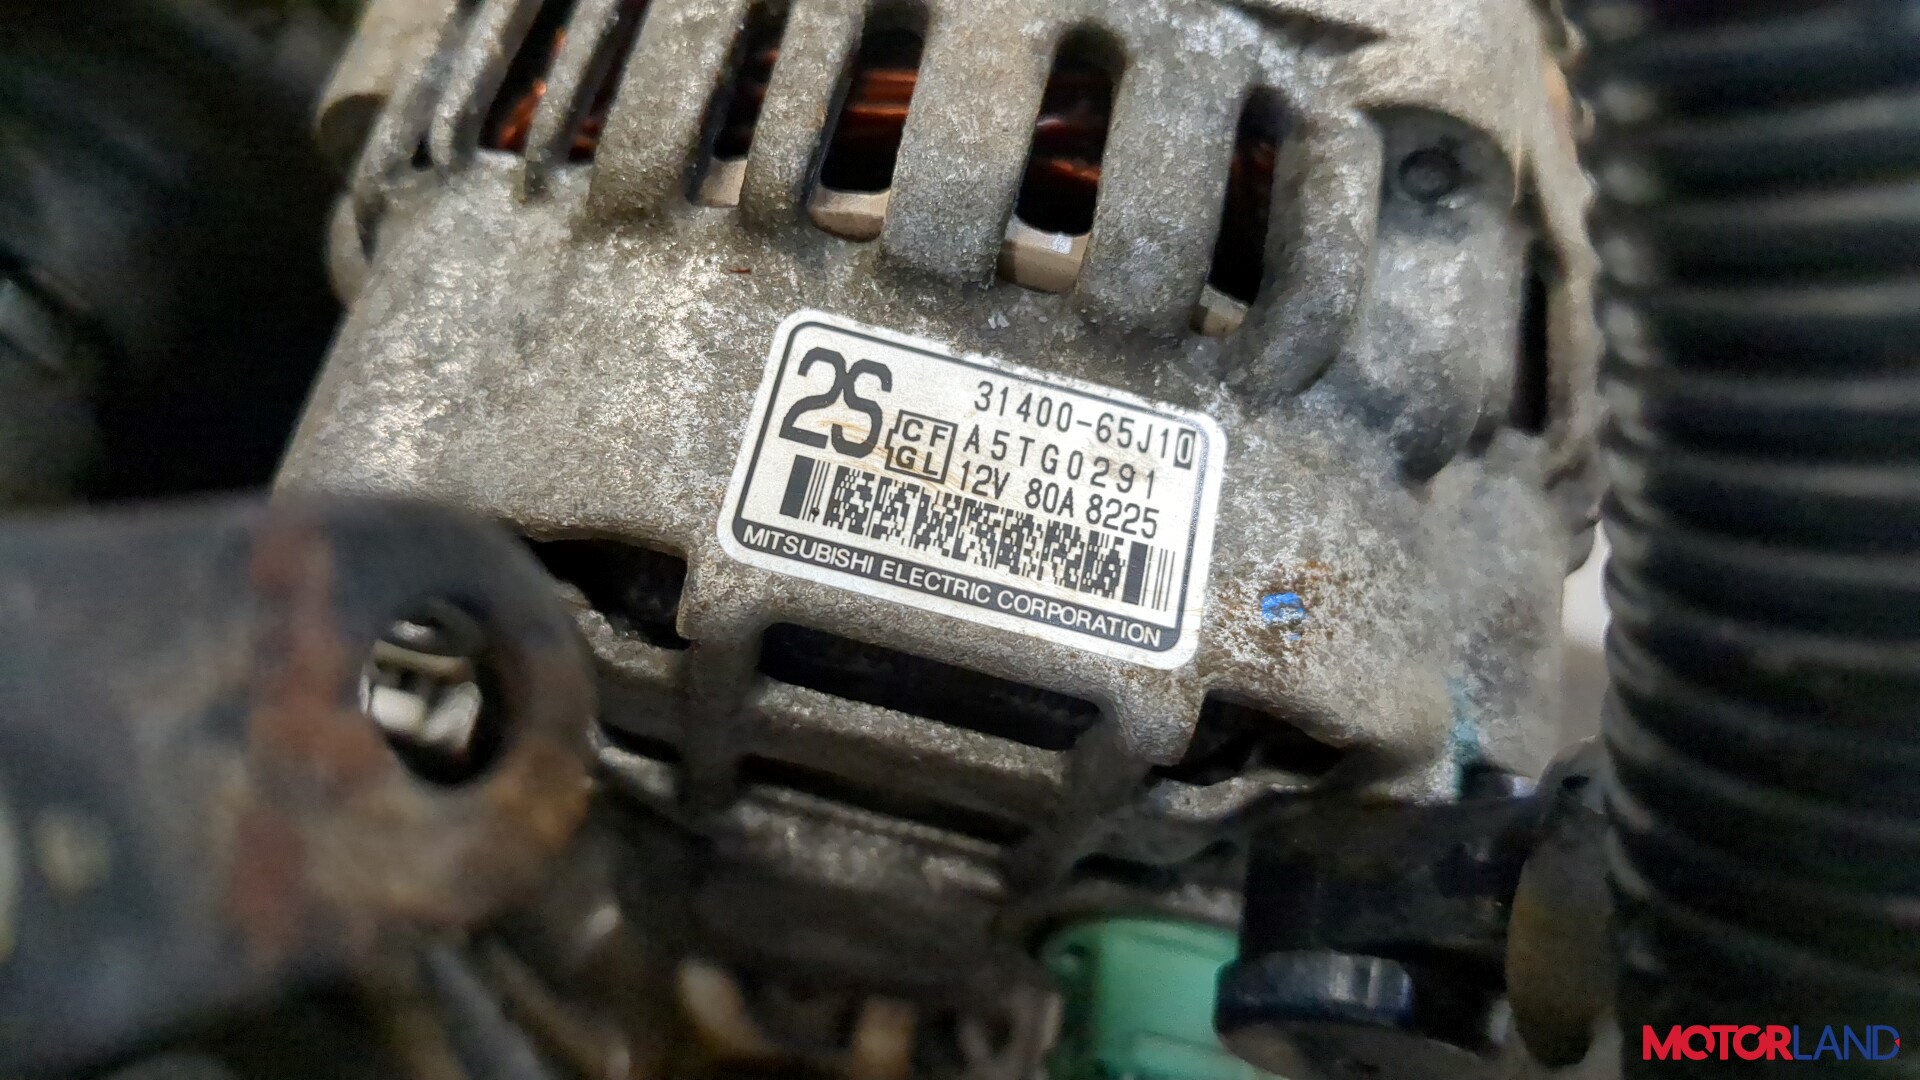 2S
31400-65J10
CF
GL
A5TG0291
12V 80A 8225
MITSUBISHI ELECTRIC CORPORATION
MOTORLAND